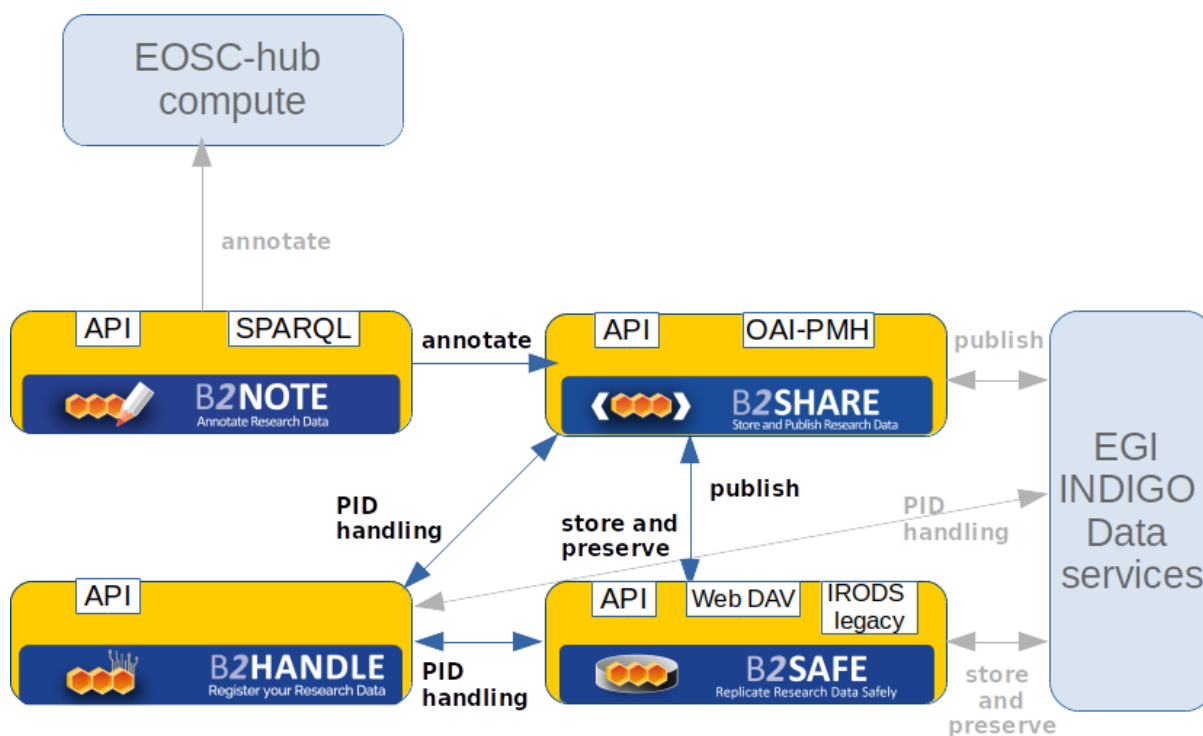 EOSC-hub
compute
annotate
API
SPARQL
B2NOTE
Annotate Research Data
annotate
API
OAI-PMH
B2SHARE
Store and Publish Research Data
publish
EGI
INDIGO
Data
services
PID
handling
publish
store and
preserve
PID
handling
API
B2HANDLE
Register your Research Data
PID
handling
API
Web DAV
IRODS
legacy
B2SAFE
Replicate Research Data Safely
store
and
preserve